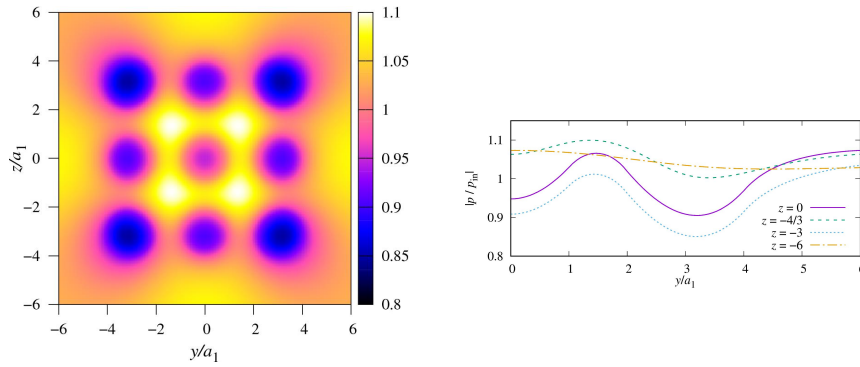 6
4
2
0
−2
−4
−6
z/a1
−6 −4 −2 0 2 4 6
y/a1
1.1
1.05
1
0.95
0.9
0.85
0.8
1.1
1
0.9
0.8
|p / pin|
z = 0
z = −4/3
z = −3
z = −6
0 1 2 3 4 5 6
y/a1